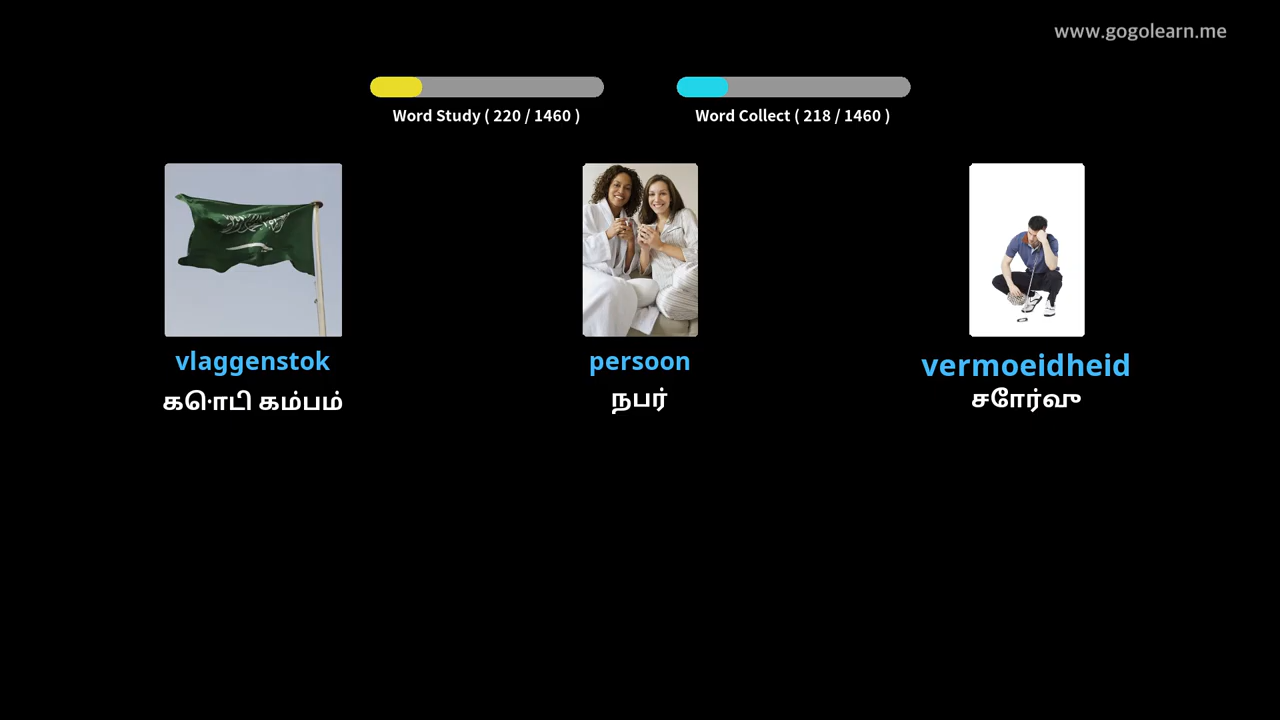 www.gogolearn.me
Word Study ( 220 / 1460 )
Word Collect ( 218 / 1460 )
vlaggenstok
persoon
vermoeidheid
கொடி கம்பம்
நபர்
சோர்வு